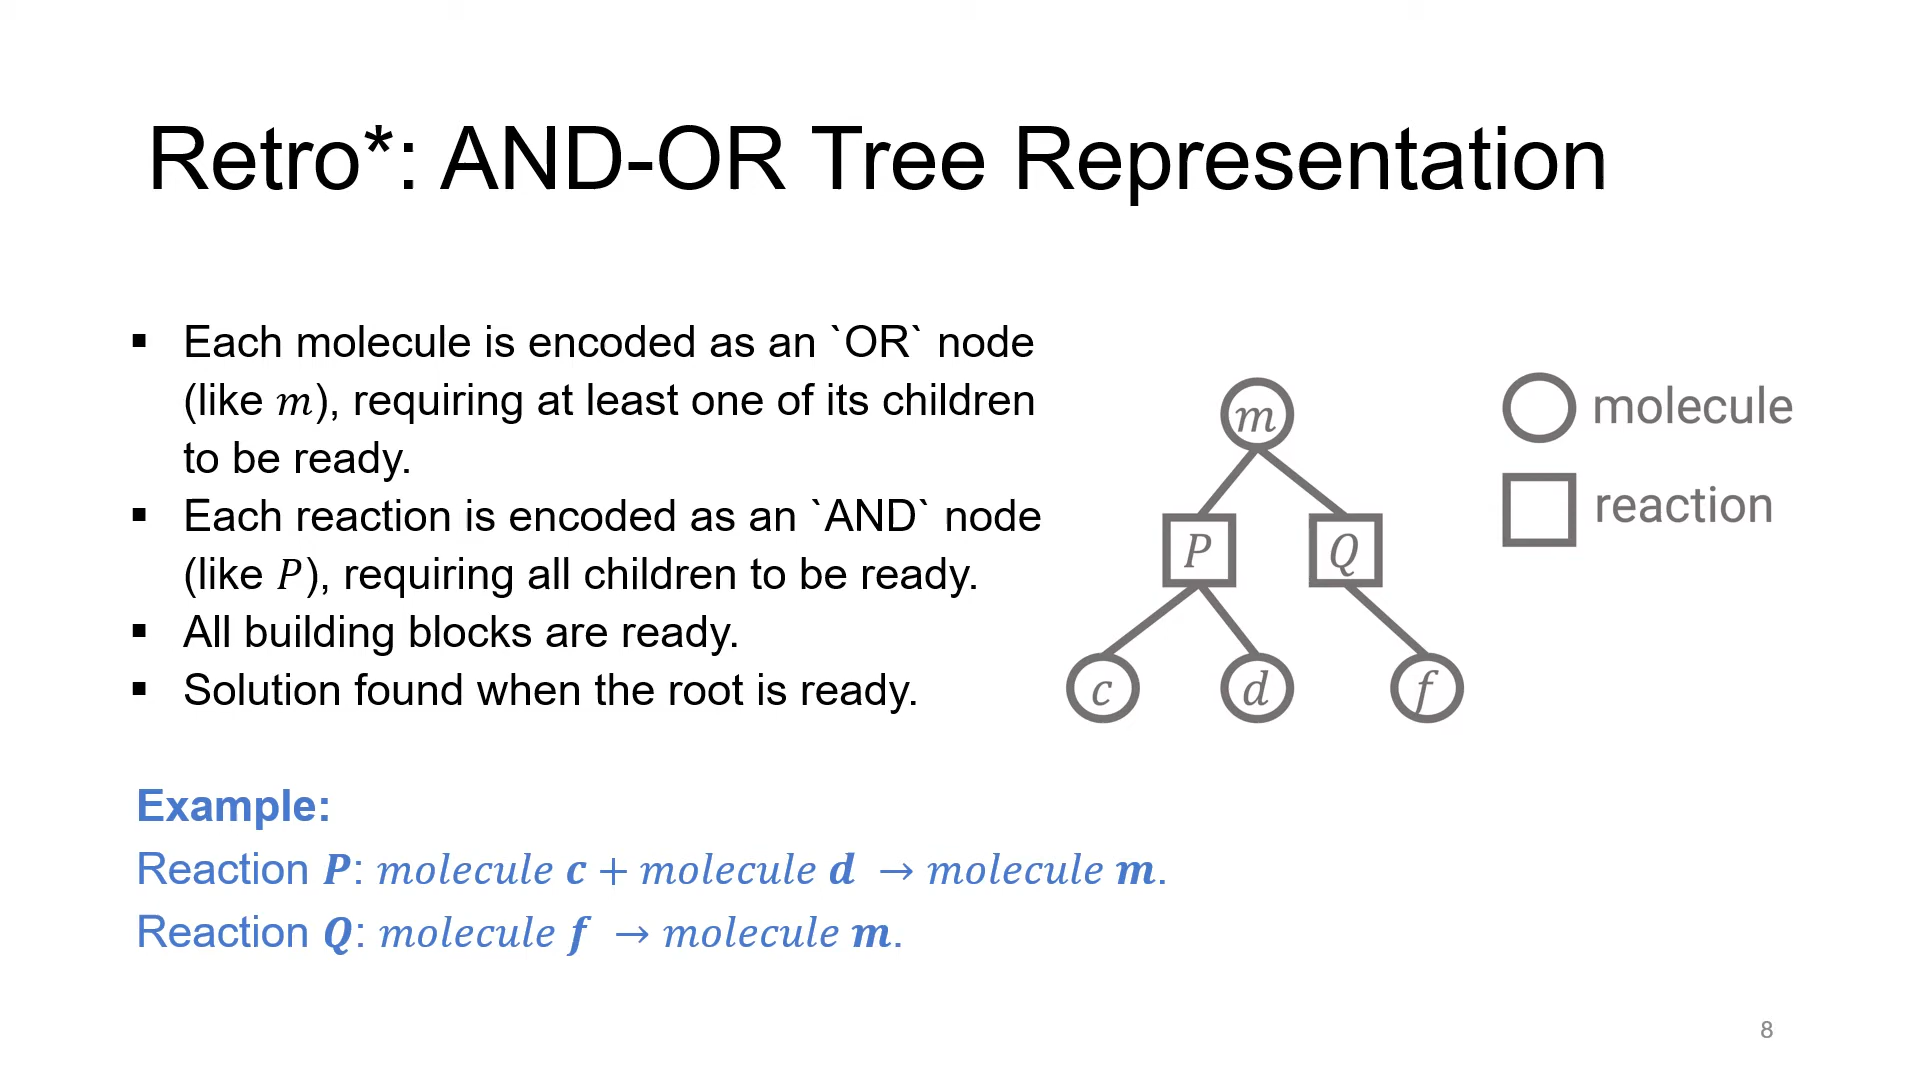 Retro*: AND-OR Tree Representation
▪ Each molecule is encoded as an `OR` node
(like 𝑚), requiring at least one of its children
to be ready.
▪ Each reaction is encoded as an `AND` node
(like 𝑃), requiring all children to be ready.
▪ All building blocks are ready.
▪ Solution found when the root is ready.
m
P Q
c d f
molecule
reaction
Example:
Reaction 𝑷: molecule 𝒄 + molecule 𝒅 → molecule 𝒎.
Reaction 𝑸: molecule 𝒇 → molecule 𝒎.
8